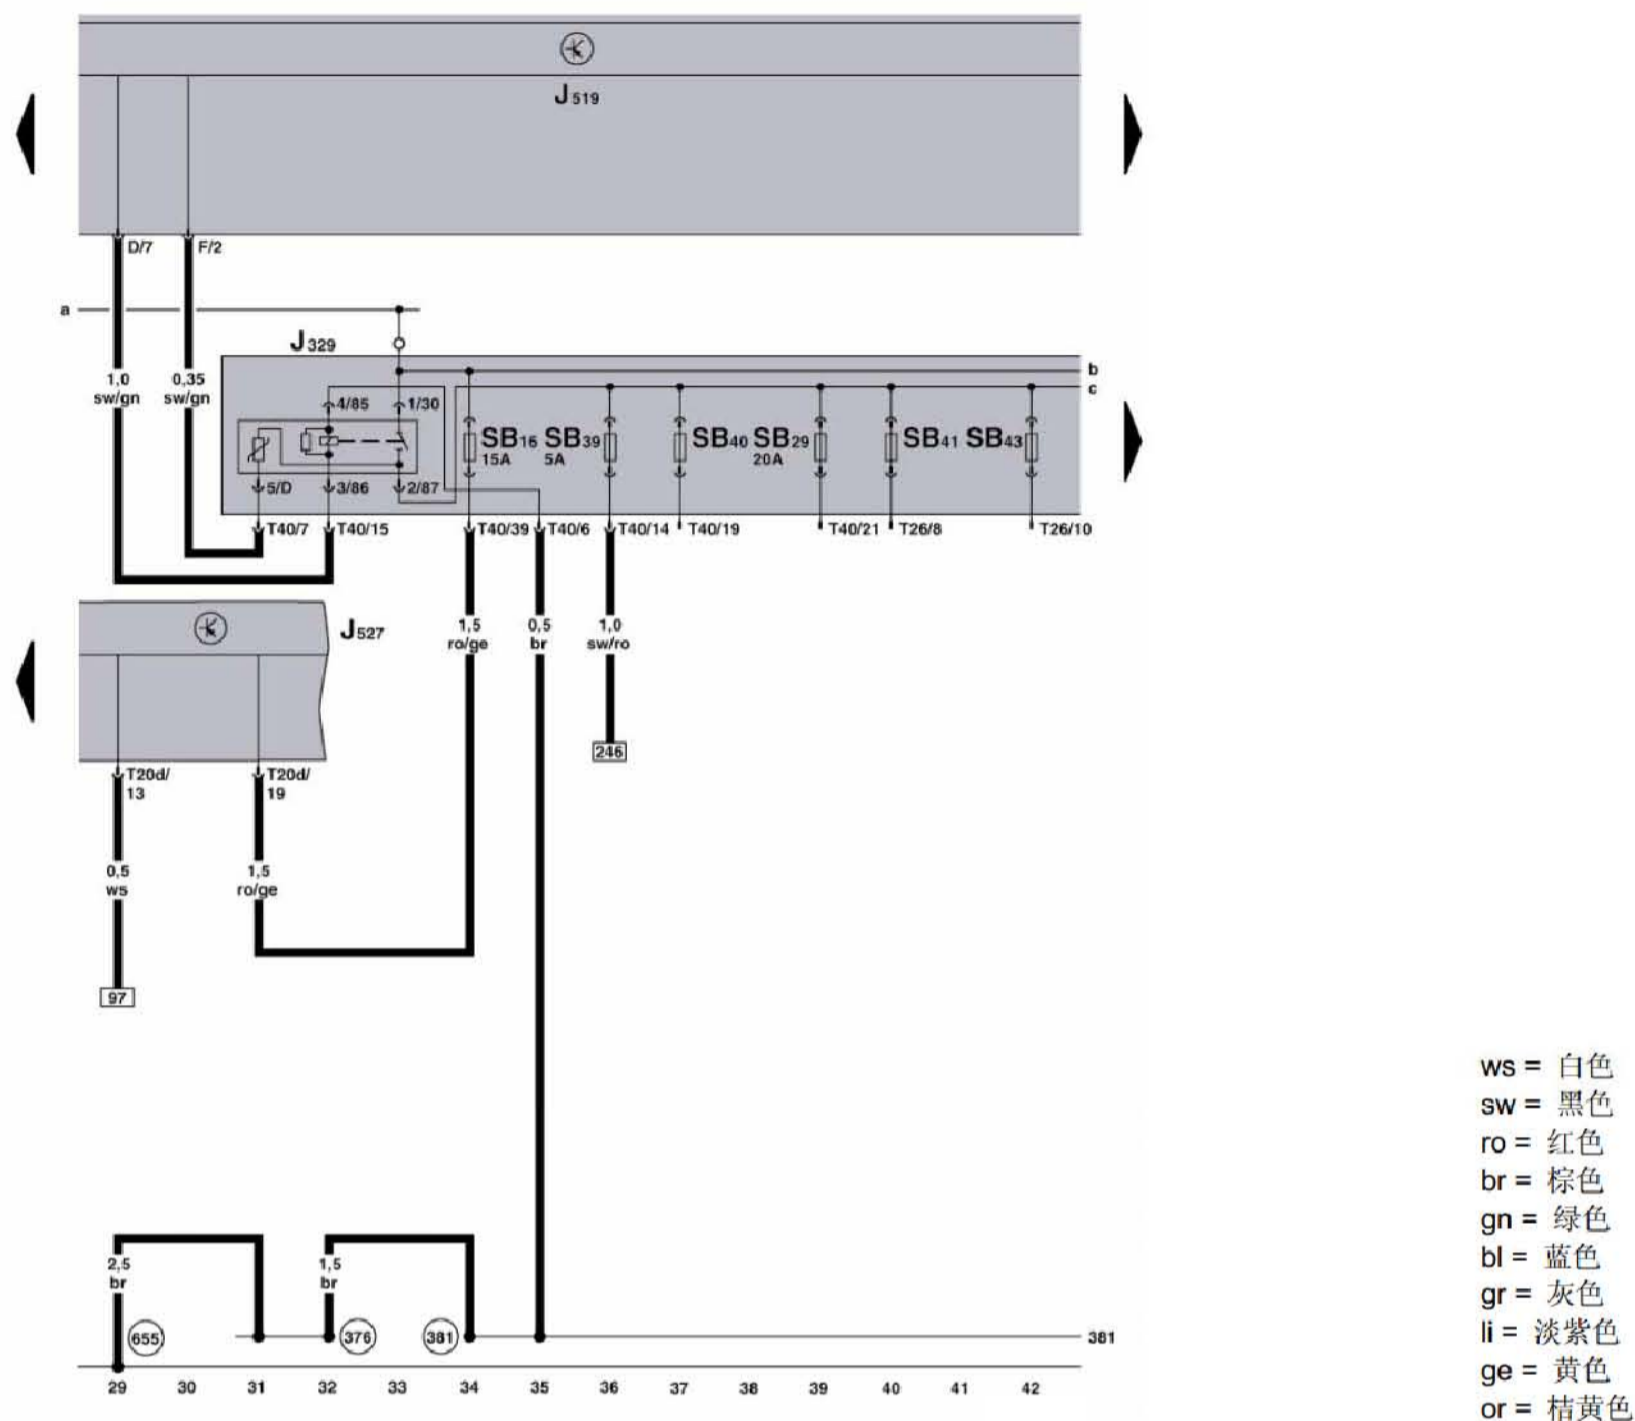 J519
D/7 F/2
a
J329
1,0 0,35
sw/gn sw/gn
b
c
4/85 1/30
SB16 SB39 SB40 SB29 SB41 SB43
15A 5A 20A
5/D 3/86 2/87
T40/7 T40/15 T40/39 T40/6 T40/14 T40/19 T40/21 T26/8 T26/10
J527
1,5 0,5 1,0
ro/ge br sw/ro
246
T20d/ T20d/
13 19
0,5 1,5
ws ro/ge
97
2,5 1,5
br br
655 376 381 381
29 30 31 32 33 34 35 36 37 38 39 40 41 42
ws = 白色
sw = 黑色
ro = 红色
br = 棕色
gn = 绿色
bl = 蓝色
gr = 灰色
li = 淡紫色
ge = 黄色
or = 桔黄色